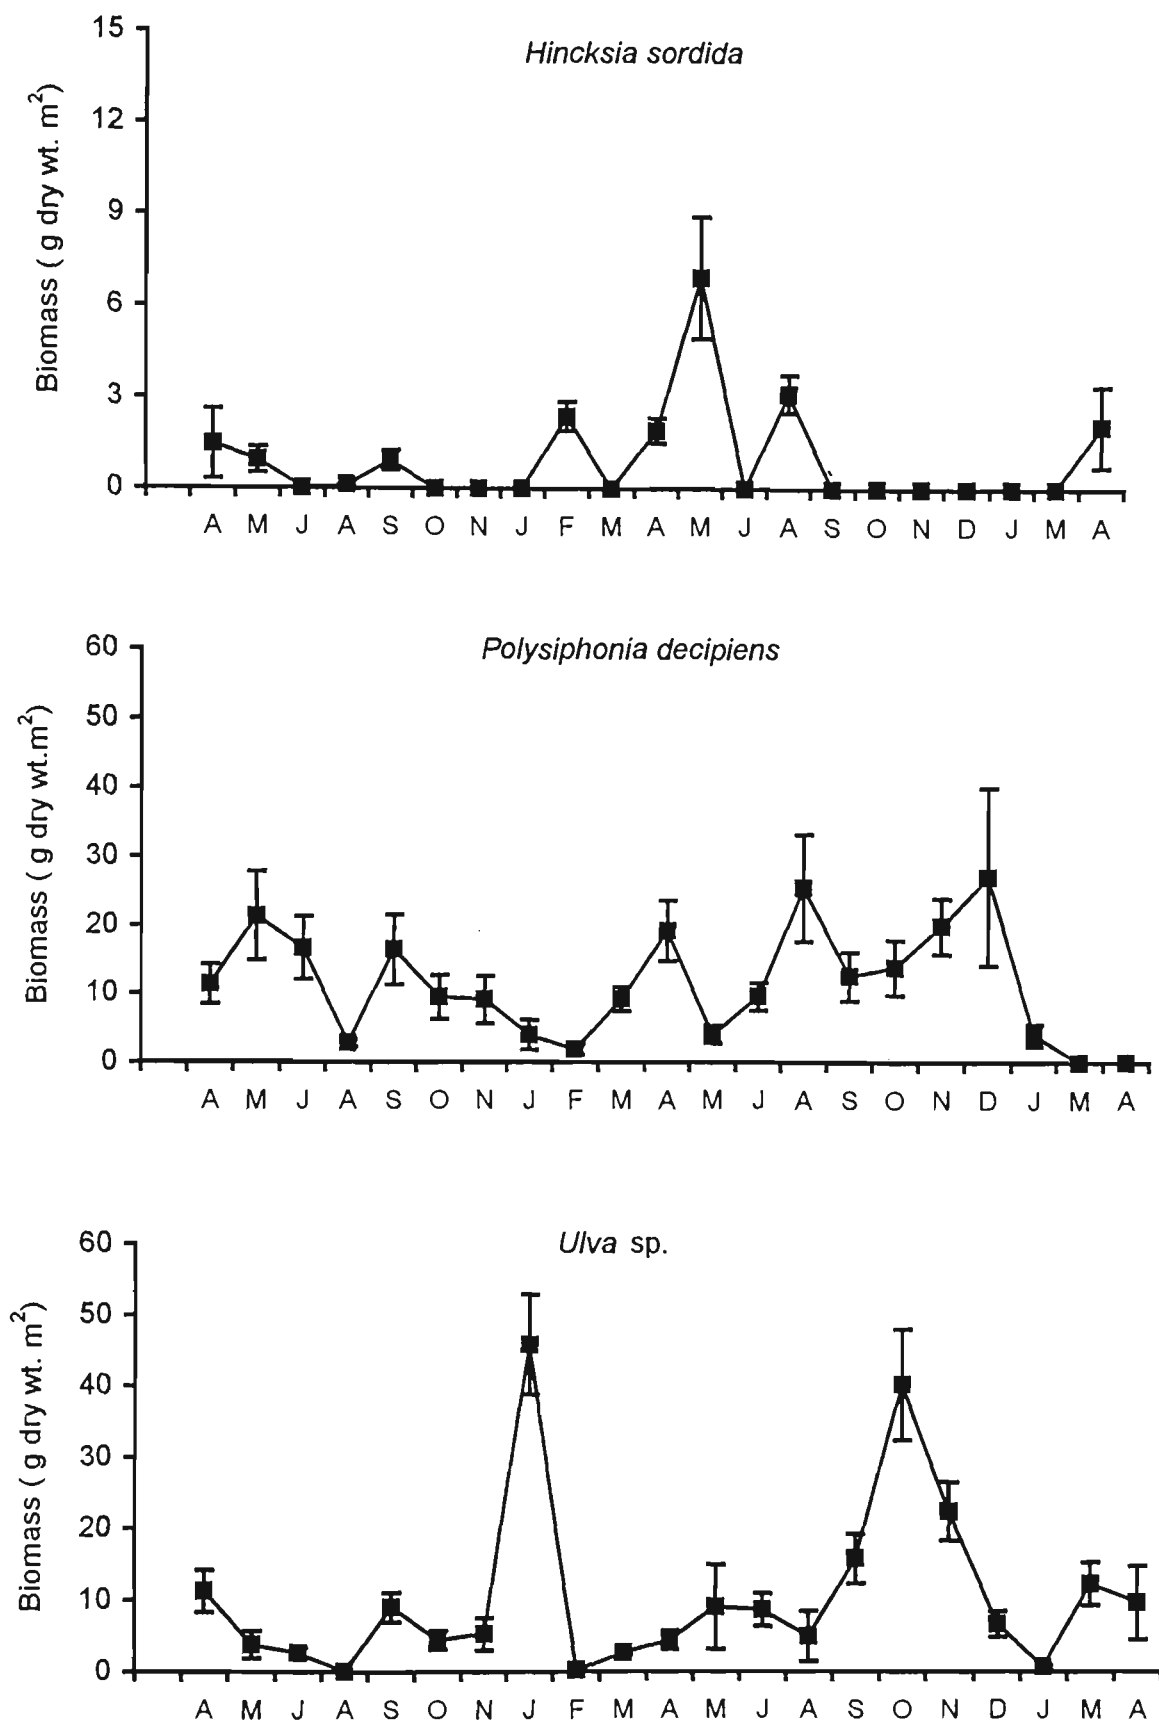 Hincksia sordida
Biomass ( g dry wt. m²)
15
12
9
6
3
0
A M J A S O N J F M A M J A S O N D J M A
Polysiphonia decipiens
Biomass ( g dry wt.m²)
60
50
40
30
20
10
0
A M J A S O N J F M A M J A S O N D J M A
Ulva sp.
Biomass ( g dry wt. m²)
60
50
40
30
20
10
0
A M J A S O N J F M A M J A S O N D J M A